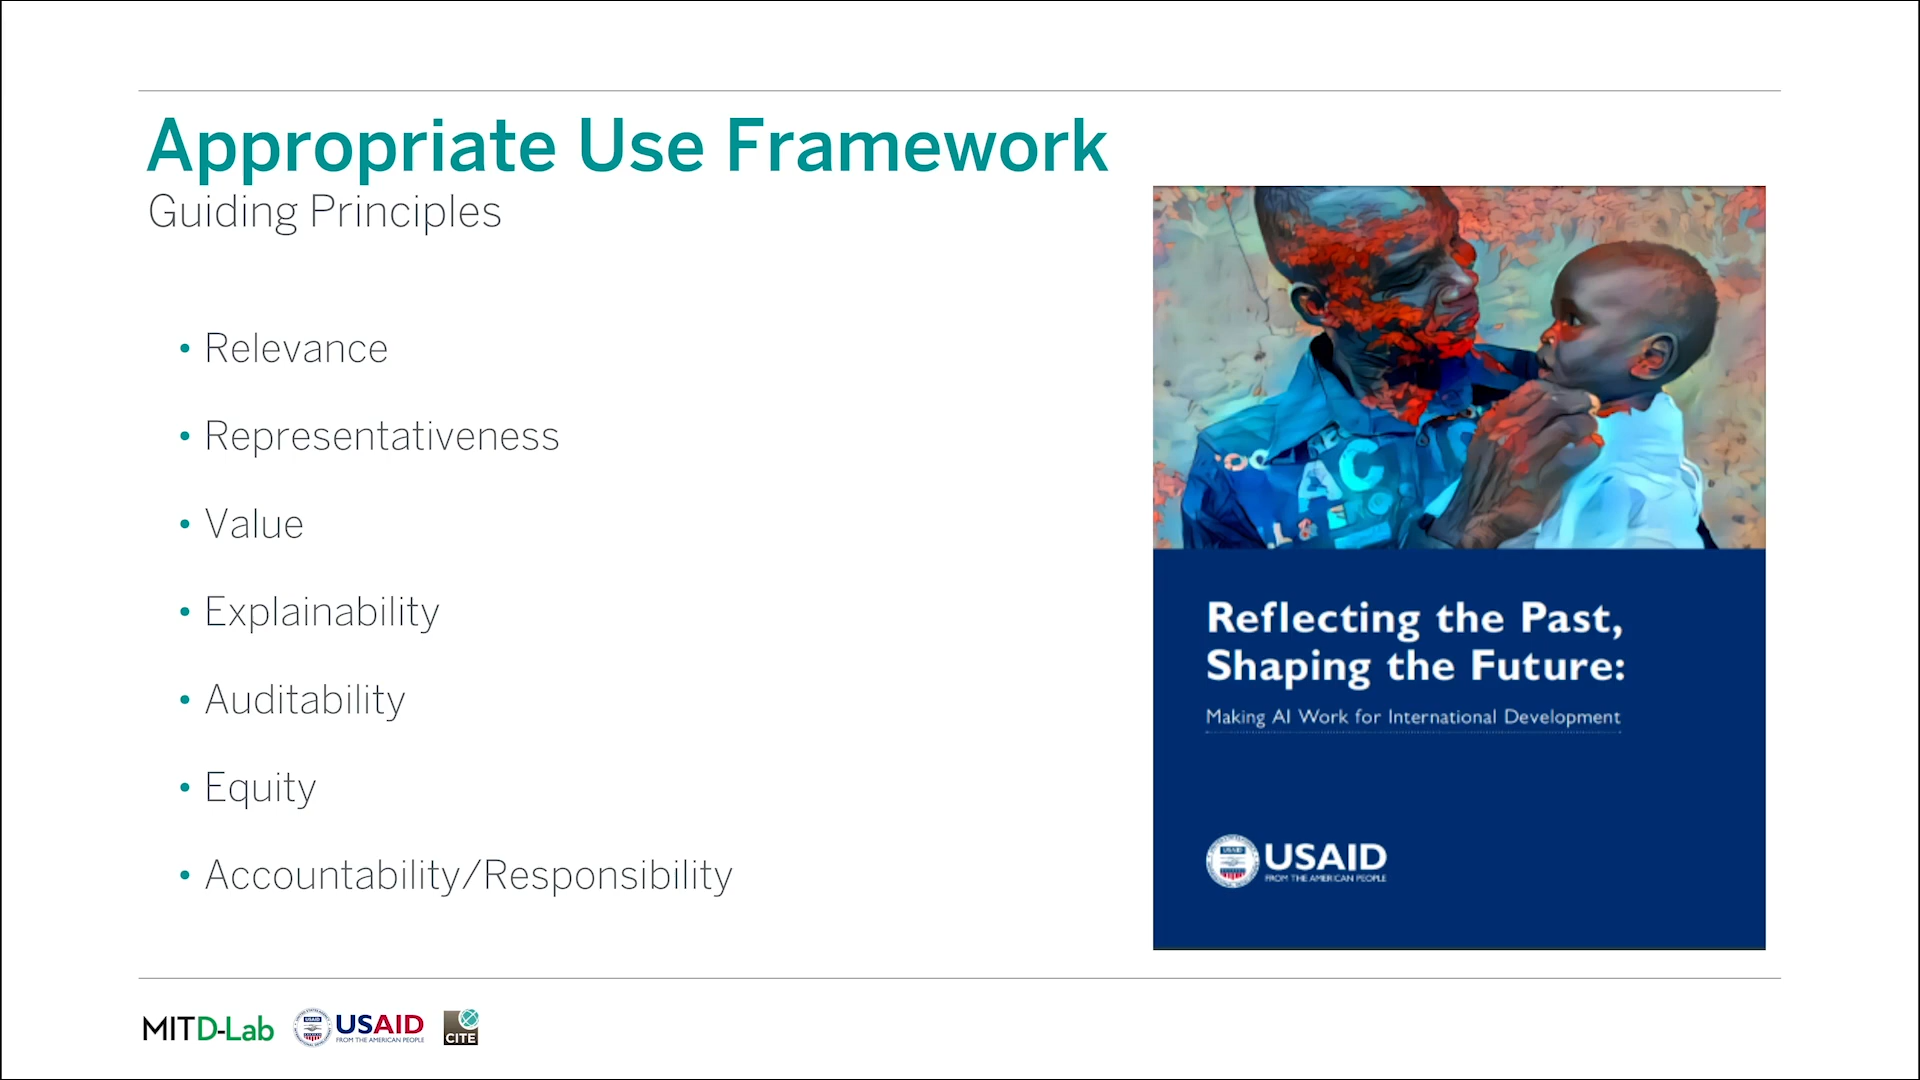 Appropriate Use Framework
Guiding Principles
• Relevance
• Representativeness
• Value
• Explainability
• Auditability
• Equity
• Accountability/Responsibility
Reflecting the Past,
Shaping the Future:
Making AI Work for International Development
USAID
FROM THE AMERICAN PEOPLE
MIT D-Lab
USAID
FROM THE AMERICAN PEOPLE
CITE